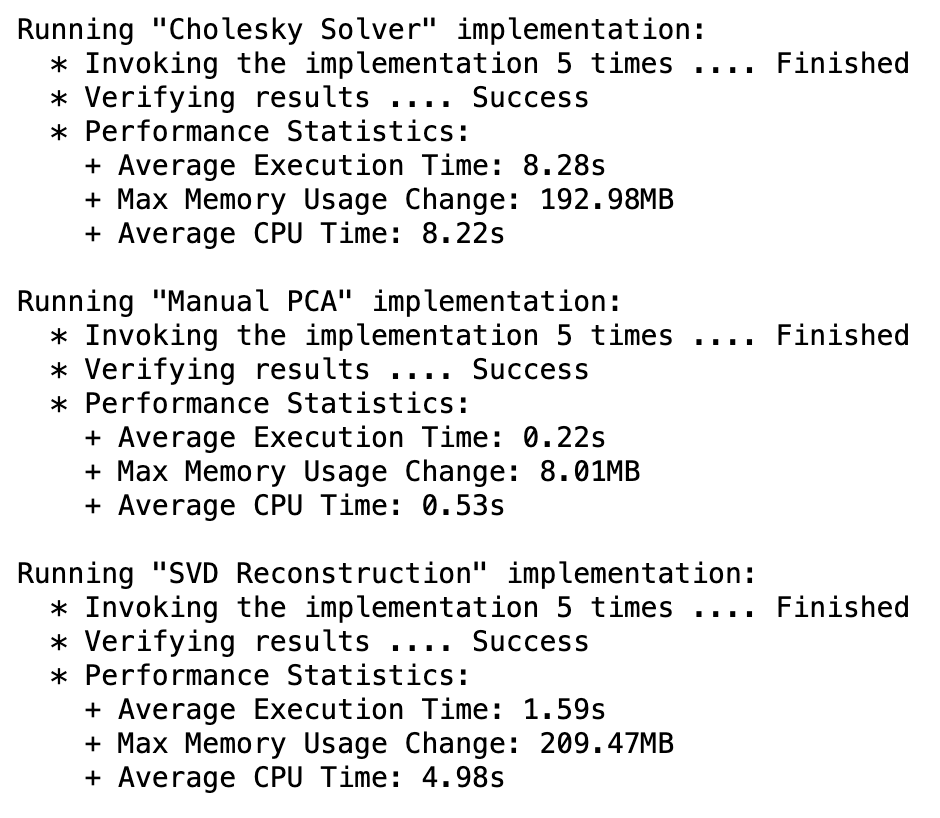 Running "Cholesky Solver" implementation:
  * Invoking the implementation 5 times .... Finished
  * Verifying results .... Success
  * Performance Statistics:
    + Average Execution Time: 8.28s
    + Max Memory Usage Change: 192.98MB
    + Average CPU Time: 8.22s

Running "Manual PCA" implementation:
  * Invoking the implementation 5 times .... Finished
  * Verifying results .... Success
  * Performance Statistics:
    + Average Execution Time: 0.22s
    + Max Memory Usage Change: 8.01MB
    + Average CPU Time: 0.53s

Running "SVD Reconstruction" implementation:
  * Invoking the implementation 5 times .... Finished
  * Verifying results .... Success
  * Performance Statistics:
    + Average Execution Time: 1.59s
    + Max Memory Usage Change: 209.47MB
    + Average CPU Time: 4.98s